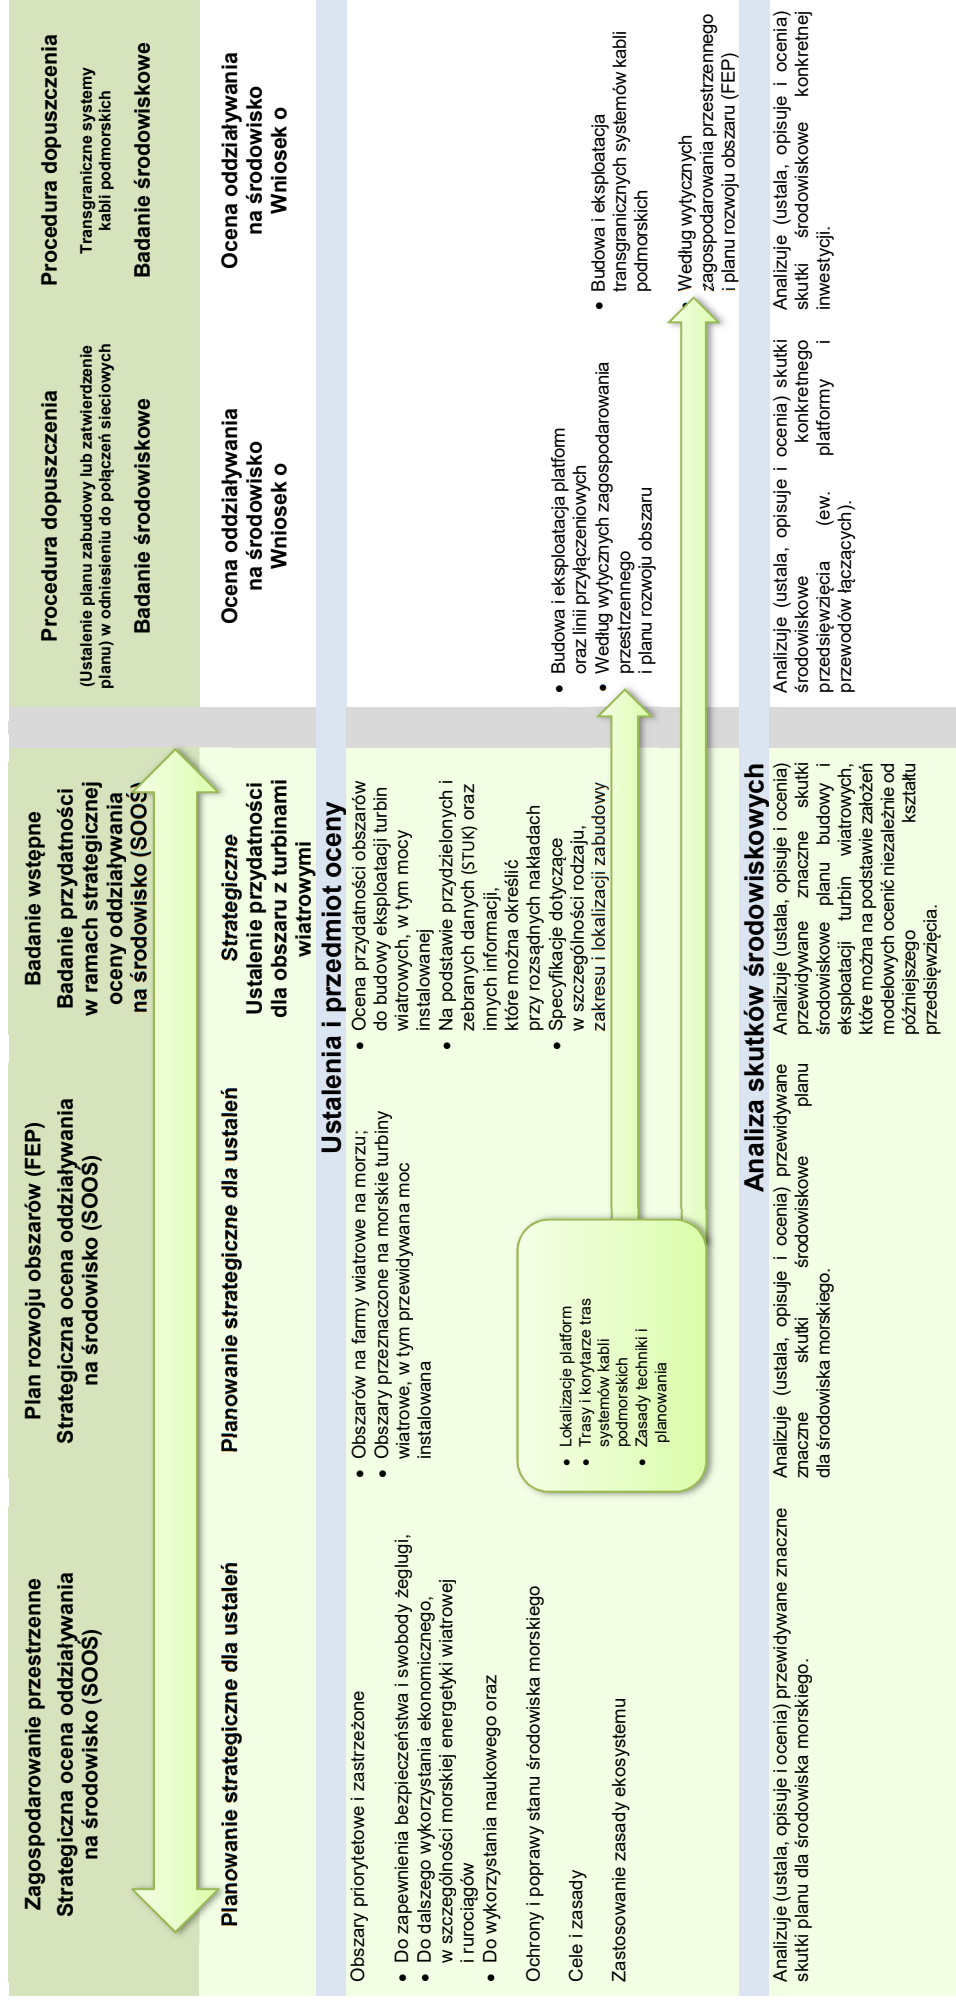 Zagospodarowanie przestrzenne
Strategiczna ocena oddziaływania
na środowisko (SOOŚ)
Plan rozwoju obszarów (FEP)
Strategiczna ocena oddziaływania
na środowisko (SOOŚ)
Badanie wstępne
Badanie przydatności
w ramach strategicznej
oceny oddziaływania
na środowisko (SOOŚ)
Procedura dopuszczenia
(Ustalenie planu zabudowy lub zatwierdzenie
planu) w odniesieniu do połączeń sieciowych
Badanie środowiskowe
Procedura dopuszczenia
Transgraniczne systemy
kabli podmorskich
Badanie środowiskowe
Planowanie strategiczne dla ustaleń
Planowanie strategiczne dla ustaleń
Strategiczne
Ustalenie przydatności
dla obszaru z turbinami
wiatrowymi
Ocena oddziaływania
na środowisko
Wniosek o
Ocena oddziaływania
na środowisko
Wniosek o
Ustalenia i przedmiot oceny
Obszary priorytetowe i zastrzeżone
• Do zapewnienia bezpieczeństwa i swobody żeglugi,
• Do dalszego wykorzystania ekonomicznego,
w szczególności morskiej energetyki wiatrowej
i rurociągów
• Do wykorzystania naukowego oraz
Ochrony i poprawy stanu środowiska morskiego
Cele i zasady
Zastosowanie zasady ekosystemu
• Obszarów na farmy wiatrowe na morzu;
• Obszary przeznaczone na morskie turbiny
wiatrowe, w tym przewidywana moc
instalowana
• Lokalizacje platform
• Trasy i korytarze tras
systemów kabli
podmorskich
• Zasady techniki i
planowania
• Ocena przydatności obszarów
do budowy eksploatacji turbin
wiatrowych, w tym mocy
instalowanej
• Na podstawie przydzielonych i
zebranych danych (STUK) oraz
innych informacji,
które można określić
przy rozsądnych nakładach
• Specyfikacje dotyczące
w szczególności rodzaju,
zakresu i lokalizacji zabudowy
• Budowa i eksploatacja platform
oraz linii przyłączeniowych
• Według wytycznych zagospodarowania
przestrzennego
i planu rozwoju obszaru
• Budowa i eksploatacja
transgranicznych systemów kabli
podmorskich
• Według wytycznych
zagospodarowania przestrzennego
i planu rozwoju obszaru (FEP)
Analiza skutków środowiskowych
Analizuje (ustala, opisuje i ocenia) przewidywane znaczne
skutki planu dla środowiska morskiego.
Analizuje (ustala, opisuje i ocenia) przewidywane
znaczne skutki środowiskowe planu
dla środowiska morskiego.
Analizuje (ustala, opisuje i ocenia)
przewidywane znaczne skutki
środowiskowe planu budowy i
eksploatacji turbin wiatrowych,
które można na podstawie założeń
modelowych ocenić niezależnie od
późniejszego kształtu
przedsięwzięcia.
Analizuje (ustala, opisuje i ocenia) skutki
środowiskowe konkretnego
przedsięwzięcia (ew. platformy i
przewodów łączących).
Analizuje (ustala, opisuje i ocenia)
skutki środowiskowe konkretnej
inwestycji.